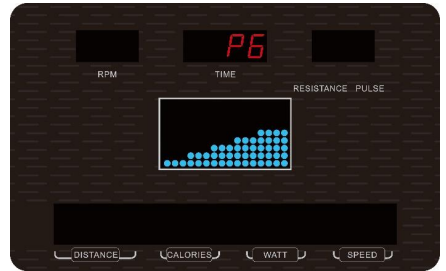 P6
RPM
TIME
RESISTANCE PULSE
DISTANCE
CALORIES
WATT
SPEED